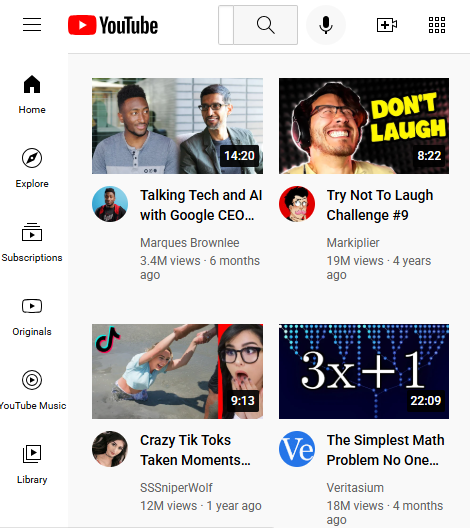 YouTube
Home
Explore
Subscriptions
Originals
YouTube Music
Library
14:20
Talking Tech and AI
with Google CEO...
Marques Brownlee
3.4M views · 6 months
ago
DON'T
LAUGH
8:22
Try Not To Laugh
Challenge #9
Markiplier
19M views · 4 years
ago
9:13
Crazy Tik Toks
Taken Moments...
SSSniperWolf
12M views · 1 year ago
3x+1
22:09
Ve
The Simplest Math
Problem No One...
Veritasium
18M views · 4 months
ago